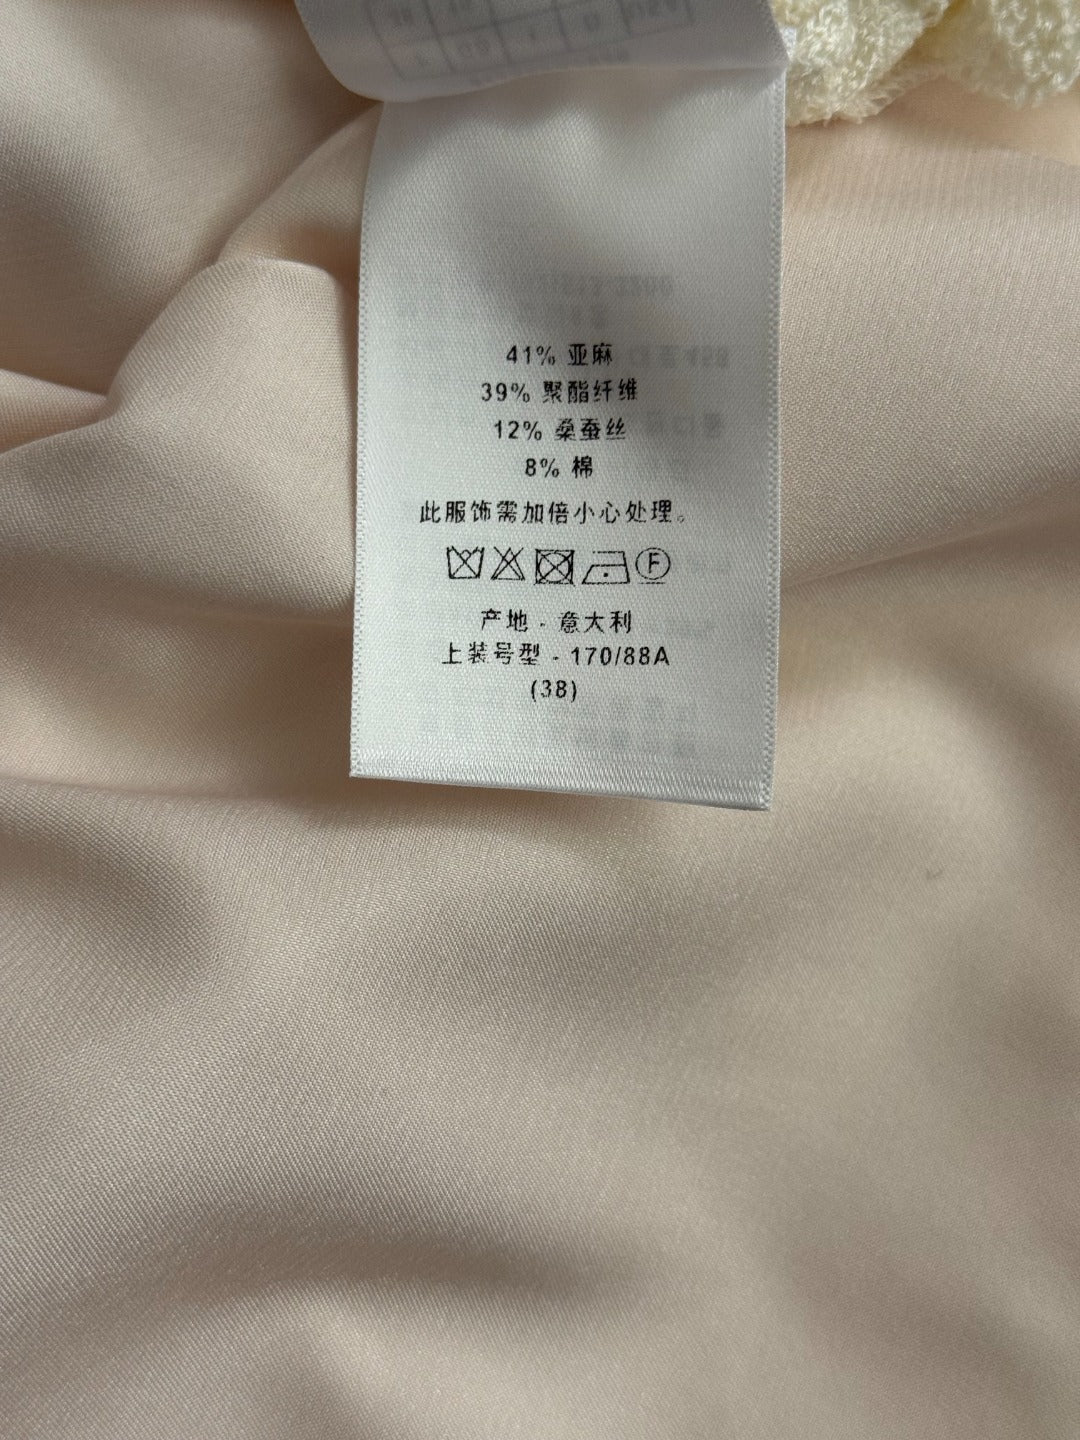 41% 亚麻
39% 聚酯纤维
12% 桑蚕丝
8% 棉
此服饰需加倍小心处理。
F
产地 - 意大利
上装号型 - 170/88A
(38)